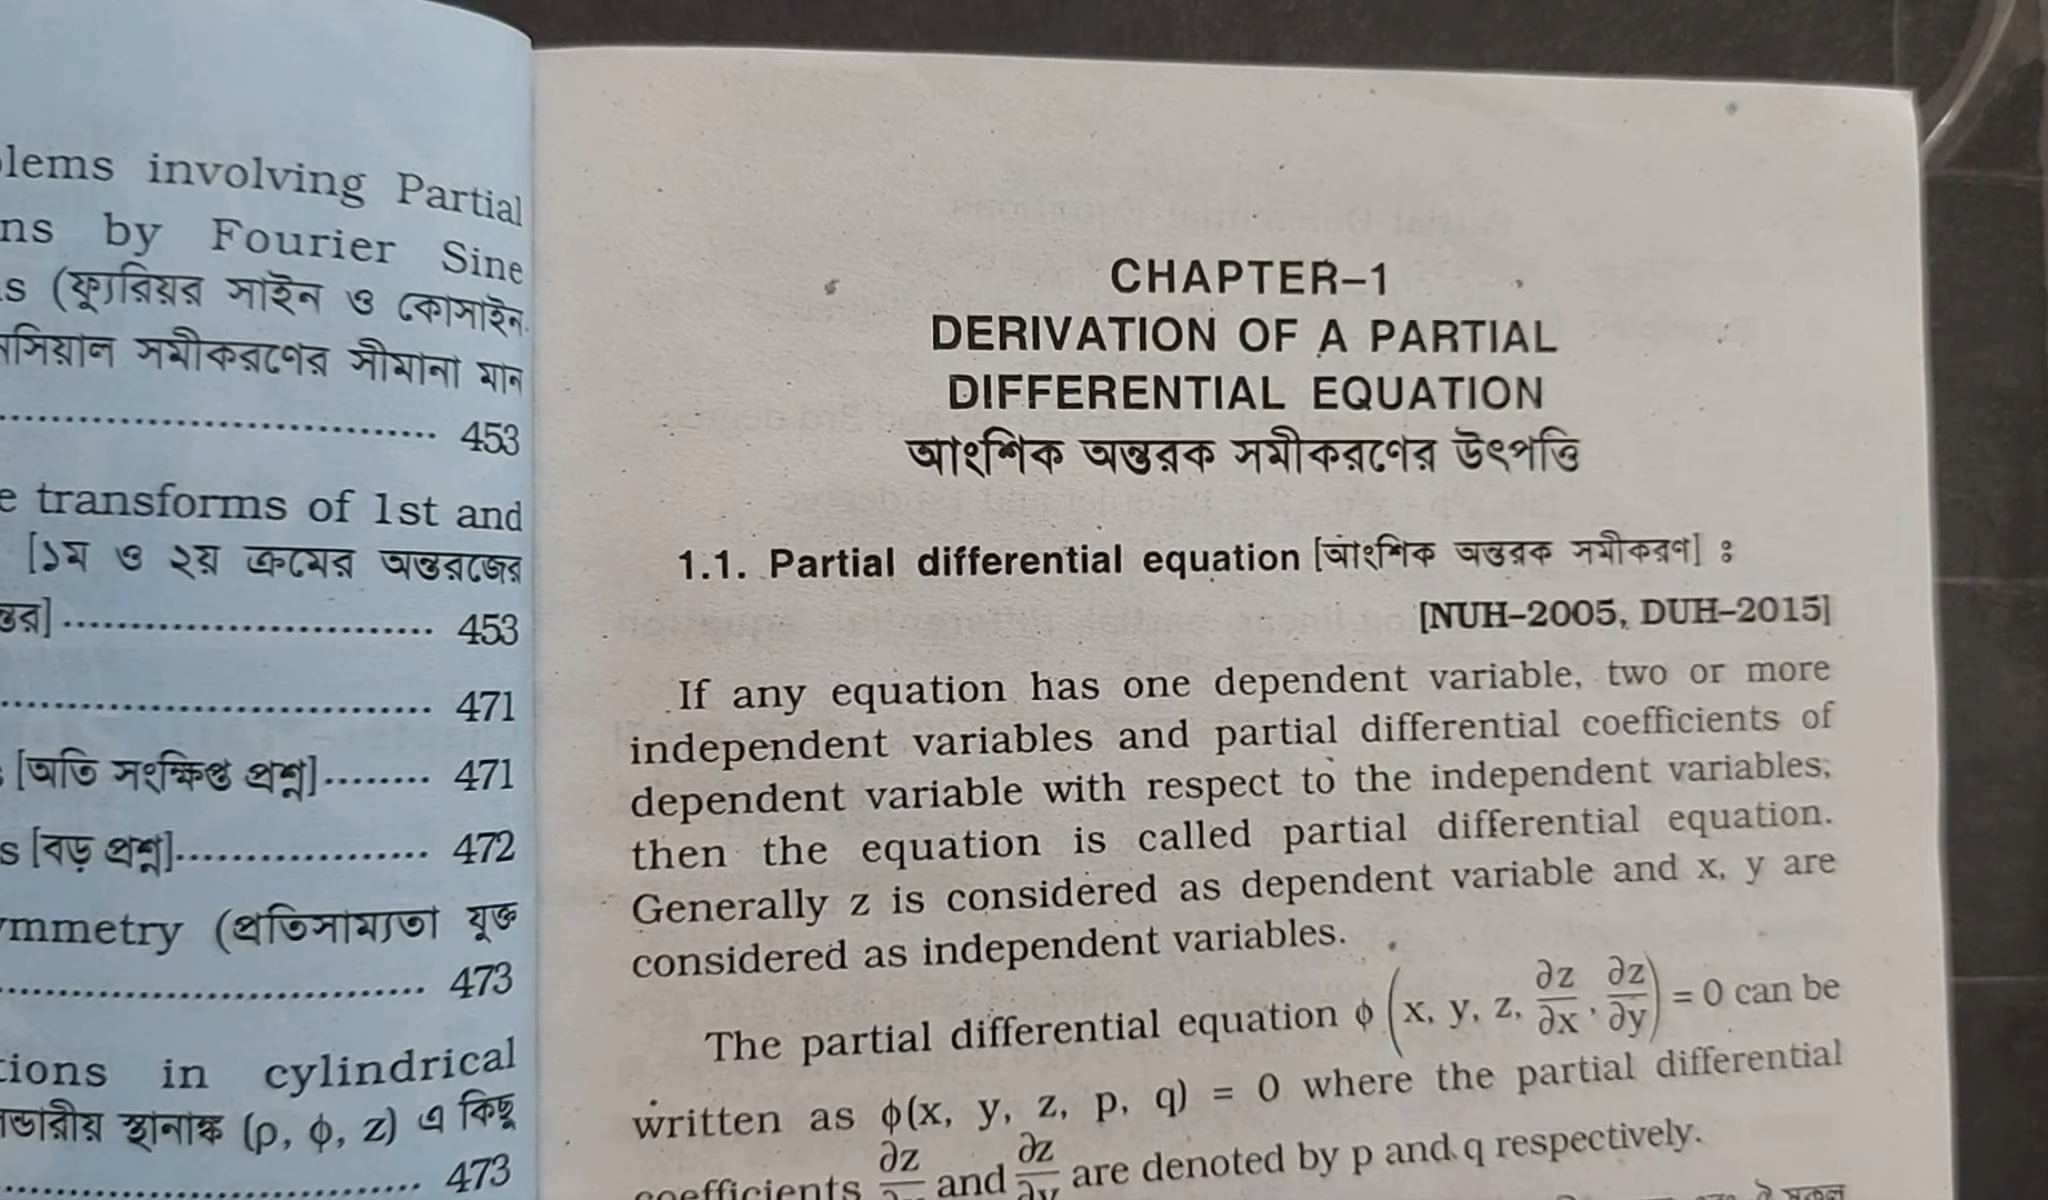 involving Partial
by Fourier Sine
(ফ্যুরিয়র সাইন ও কোসাইন
সমীকরণের সীমানা মান
453
transforms of 1st and
[১ম ও ২য় ক্রমের অন্তরজের
453
471
[অতি সংক্ষিপ্ত প্রশ্ন] 471
[বড় প্রশ্ন] 472
(প্রতিসাম্যতা যুক্ত
473
in cylindrical
স্থানাঙ্ক (ρ, ϕ, z) এ কিছু
473
CHAPTER–1
DERIVATION OF A PARTIAL
DIFFERENTIAL EQUATION
আংশিক অন্তরক সমীকরণের উৎপত্তি
1.1. Partial differential equation [আংশিক অন্তরক সমীকরণ] ঃ
[NUH–2005, DUH–2015]
If any equation has one dependent variable, two or more
independent variables and partial differential coefficients of
dependent variable with respect to the independent variables,
then the equation is called partial differential equation.
Generally z is considered as dependent variable and x, y are
considered as independent variables.
The partial differential equation ϕ (x, y, z, ∂z/∂x, ∂z/∂y) = 0 can be
written as ϕ(x, y, z, p, q) = 0 where the partial differential
coefficients ∂z/∂x and ∂z/∂y are denoted by p and q respectively.